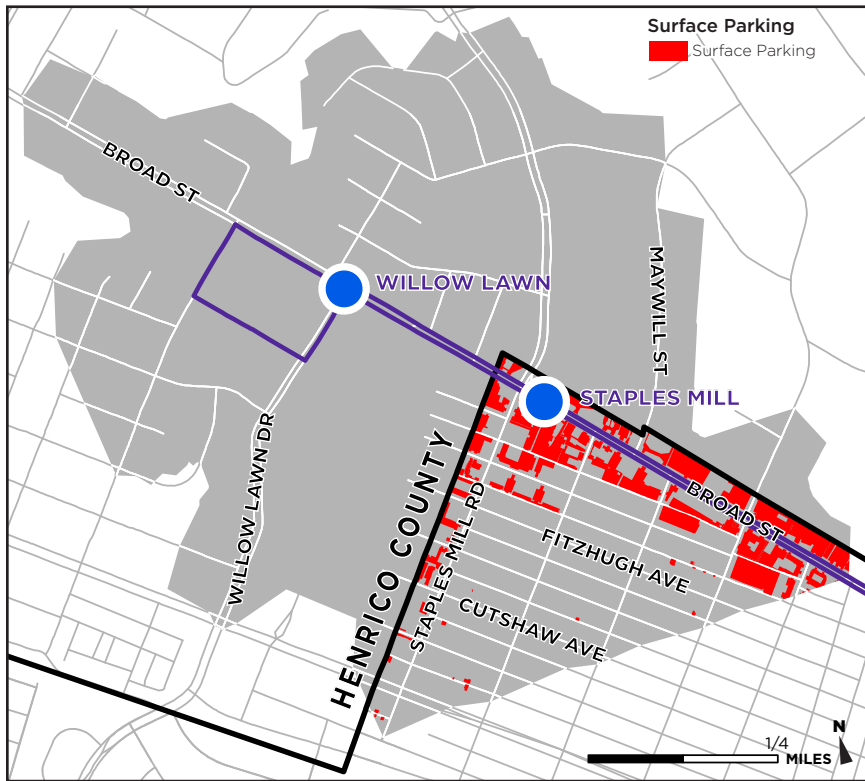 Surface Parking
Surface Parking
BROAD ST
WILLOW LAWN
MAYWILL ST
STAPLES MILL
BROAD ST
HENRICO COUNTY
STAPLES MILL RD
WILLOW LAWN DR
FITZHUGH AVE
CUTSHAW AVE
N
1/4
MILES